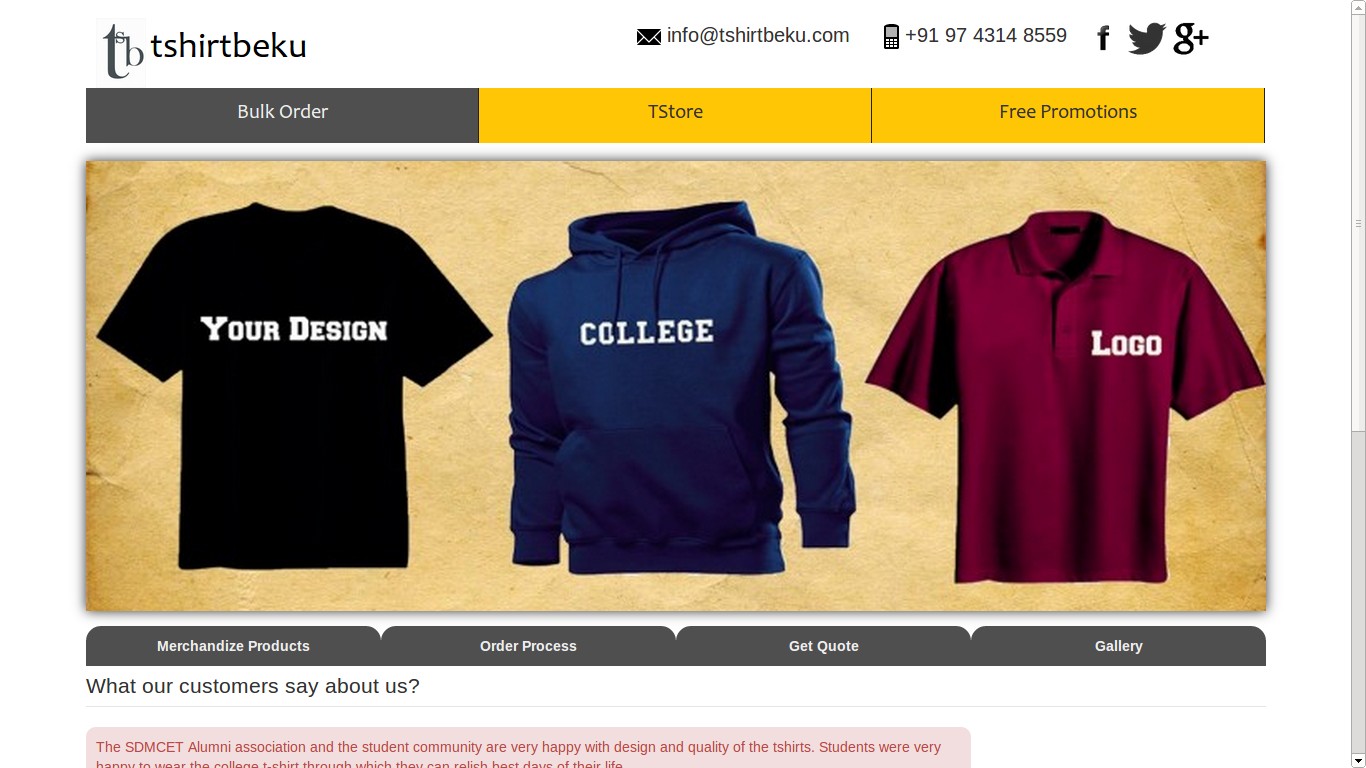 tsb tshirtbeku
info@tshirtbeku.com +91 97 4314 8559 f g+
Bulk Order TStore Free Promotions
YOUR DESIGN
COLLEGE
LOGO
Merchandize Products Order Process Get Quote Gallery
What our customers say about us?
The SDMCET Alumni association and the student community are very happy with design and quality of the tshirts. Students were very
happy to wear the college t-shirt through which they can relish best days of their life.